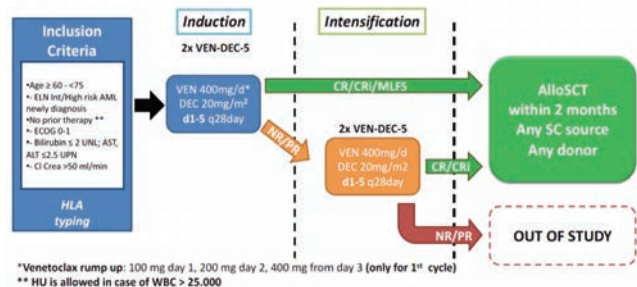 Induction
Intensification
Inclusion
Criteria
•Age ≥ 60 - <75
•- ELN Int/High risk AML
newly diagnosis
•No prior therapy **
•- ECOG 0-1
•- Bilirubin ≤ 2 UNL; AST,
ALT ≤2.5 UPN
•- Cl Crea >50 ml/min
HLA
typing
2x VEN-DEC-5
VEN 400mg/d*
DEC 20mg/m²
d1-5 q28day
CR/CRi/MLFS
NR/PR
2x VEN-DEC-5
VEN 400mg/d
DEC 20mg/m2
d1-5 q28day
CR/CRi
NR/PR
AlloSCT
within 2 months
Any SC source
Any donor
OUT OF STUDY
*Venetoclax rump up: 100 mg day 1, 200 mg day 2, 400 mg from day 3 (only for 1st cycle)
** HU is allowed in case of WBC > 25.000